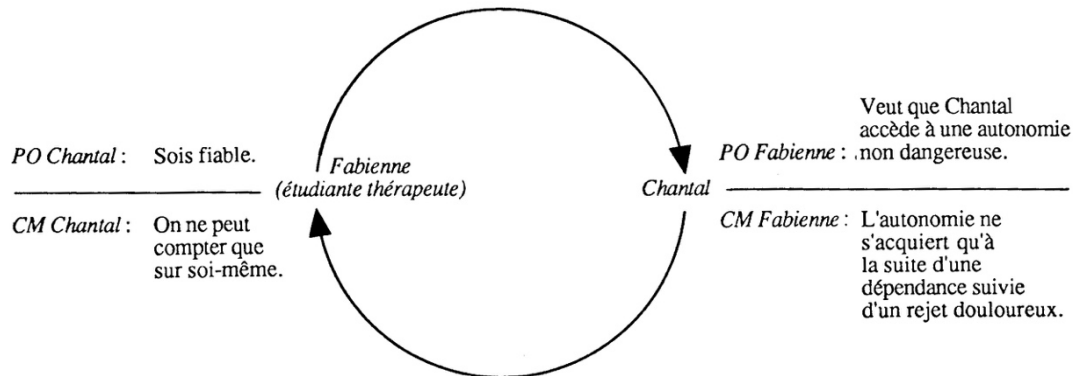 PO Chantal : Sois fiable.
Fabienne
(étudiante thérapeute)
CM Chantal : On ne peut
compter que
sur soi-même.
Veut que Chantal
accède à une autonomie
PO Fabienne : non dangereuse.
Chantal
CM Fabienne : L'autonomie ne
s'acquiert qu'à
la suite d'une
dépendance suivie
d'un rejet douloureux.